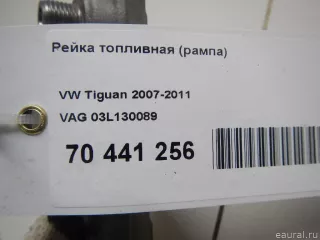 Рейка топливная (рампа)
VW Tiguan 2007-2011
VAG 03L130089
70 441 256
eaural.ru